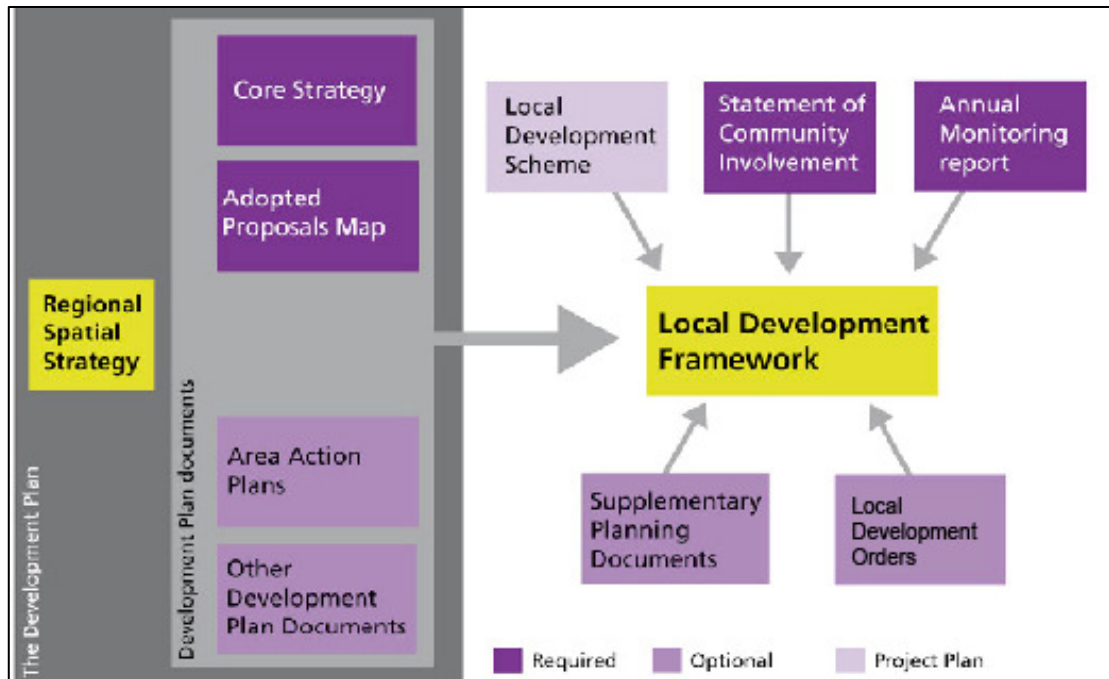 The Development Plan
Regional
Spatial
Strategy
Development Plan documents
Core Strategy
Adopted
Proposals Map
Area Action
Plans
Other
Development
Plan Documents
Local
Development
Scheme
Statement of
Community
Involvement
Annual
Monitoring
report
Local Development
Framework
Supplementary
Planning
Documents
Local
Development
Orders
Required
Optional
Project Plan